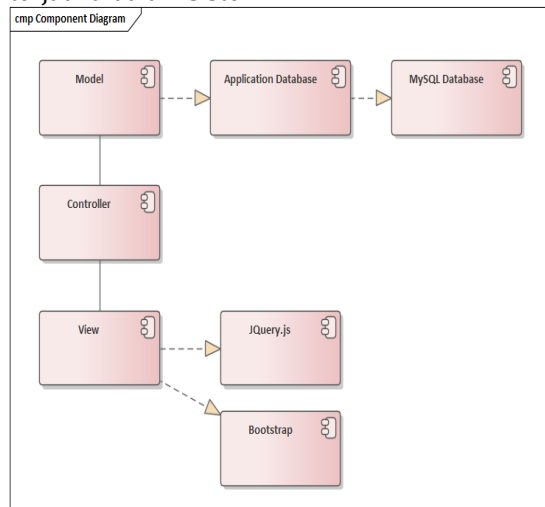 cmp Component Diagram
Model
Application Database
MySQL Database
Controller
View
JQuery.js
Bootstrap